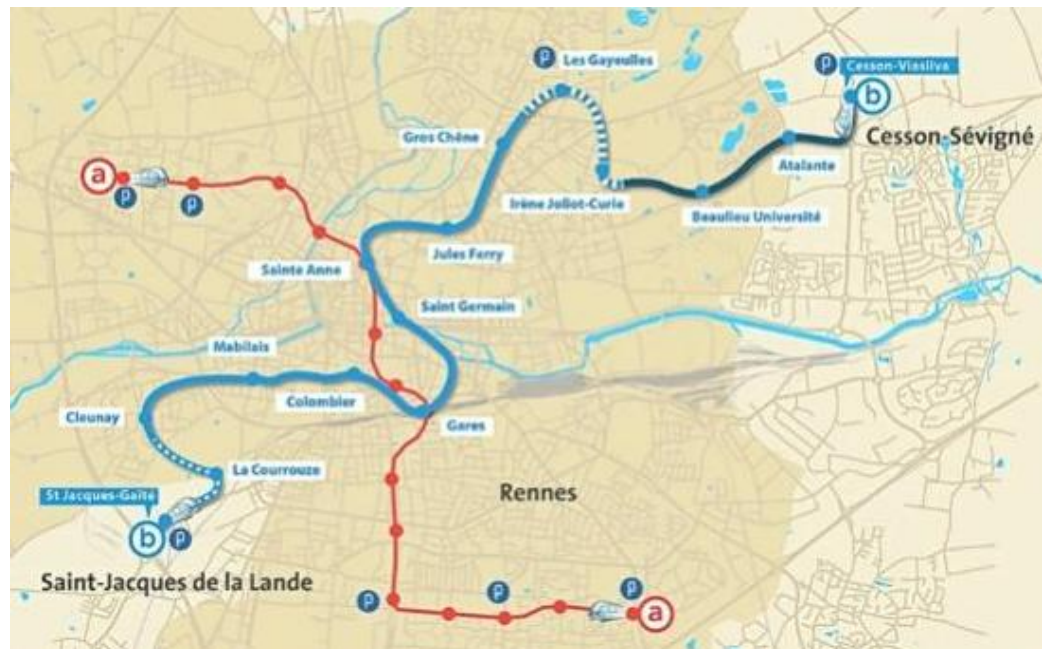 P
Les Gayeulles
P
Cesson-Viasilva
b
Gros Chêne
Cesson-Sévigné
a
P
P
Atalante
Irène Joliot-Curie
Beaulieu Université
Jules Ferry
Sainte Anne
Saint Germain
Mabilais
Colombier
Cleunay
Gares
La Courrouze
Rennes
St Jacques-Gaîté
b
P
Saint-Jacques de la Lande
P
P
P
a